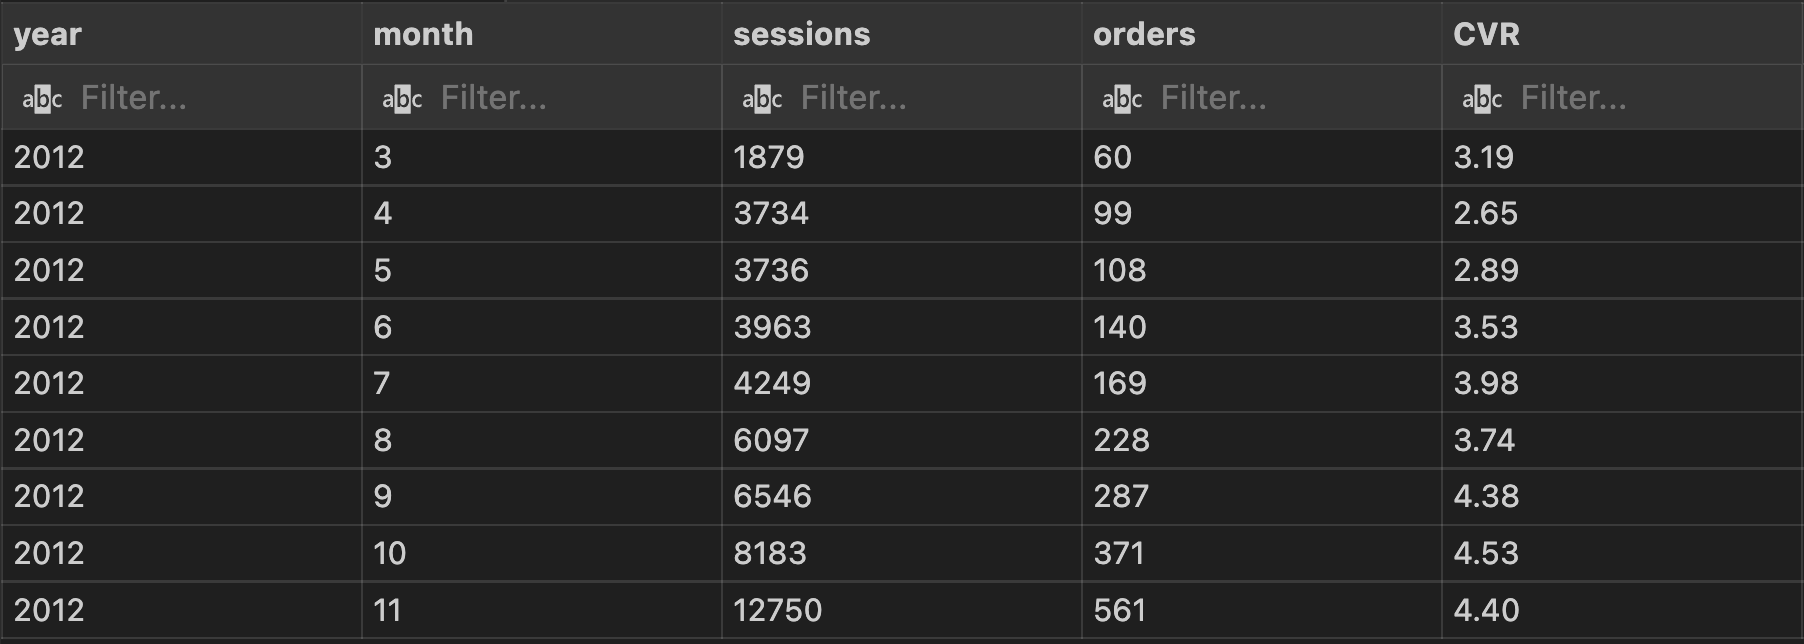 year month sessions orders CVR
abc Filter... abc Filter... abc Filter... abc Filter... abc Filter...
2012 3 1879 60 3.19
2012 4 3734 99 2.65
2012 5 3736 108 2.89
2012 6 3963 140 3.53
2012 7 4249 169 3.98
2012 8 6097 228 3.74
2012 9 6546 287 4.38
2012 10 8183 371 4.53
2012 11 12750 561 4.40